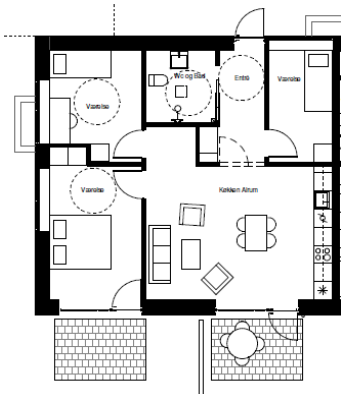 Wc og Bad
Entré
Værelse
Værelse
Værelse
Køkken Alrum